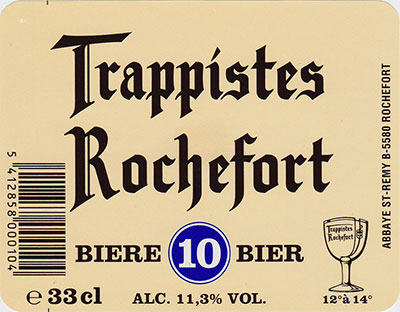 Trappistes
Rochefort
BIERE 10 BIER
℮ 33 cl
ALC. 11,3% VOL.
12° à 14°
Trappistes
Rochefort
ABBAYE ST-REMY B-5580 ROCHEFORT
5 412858 000104